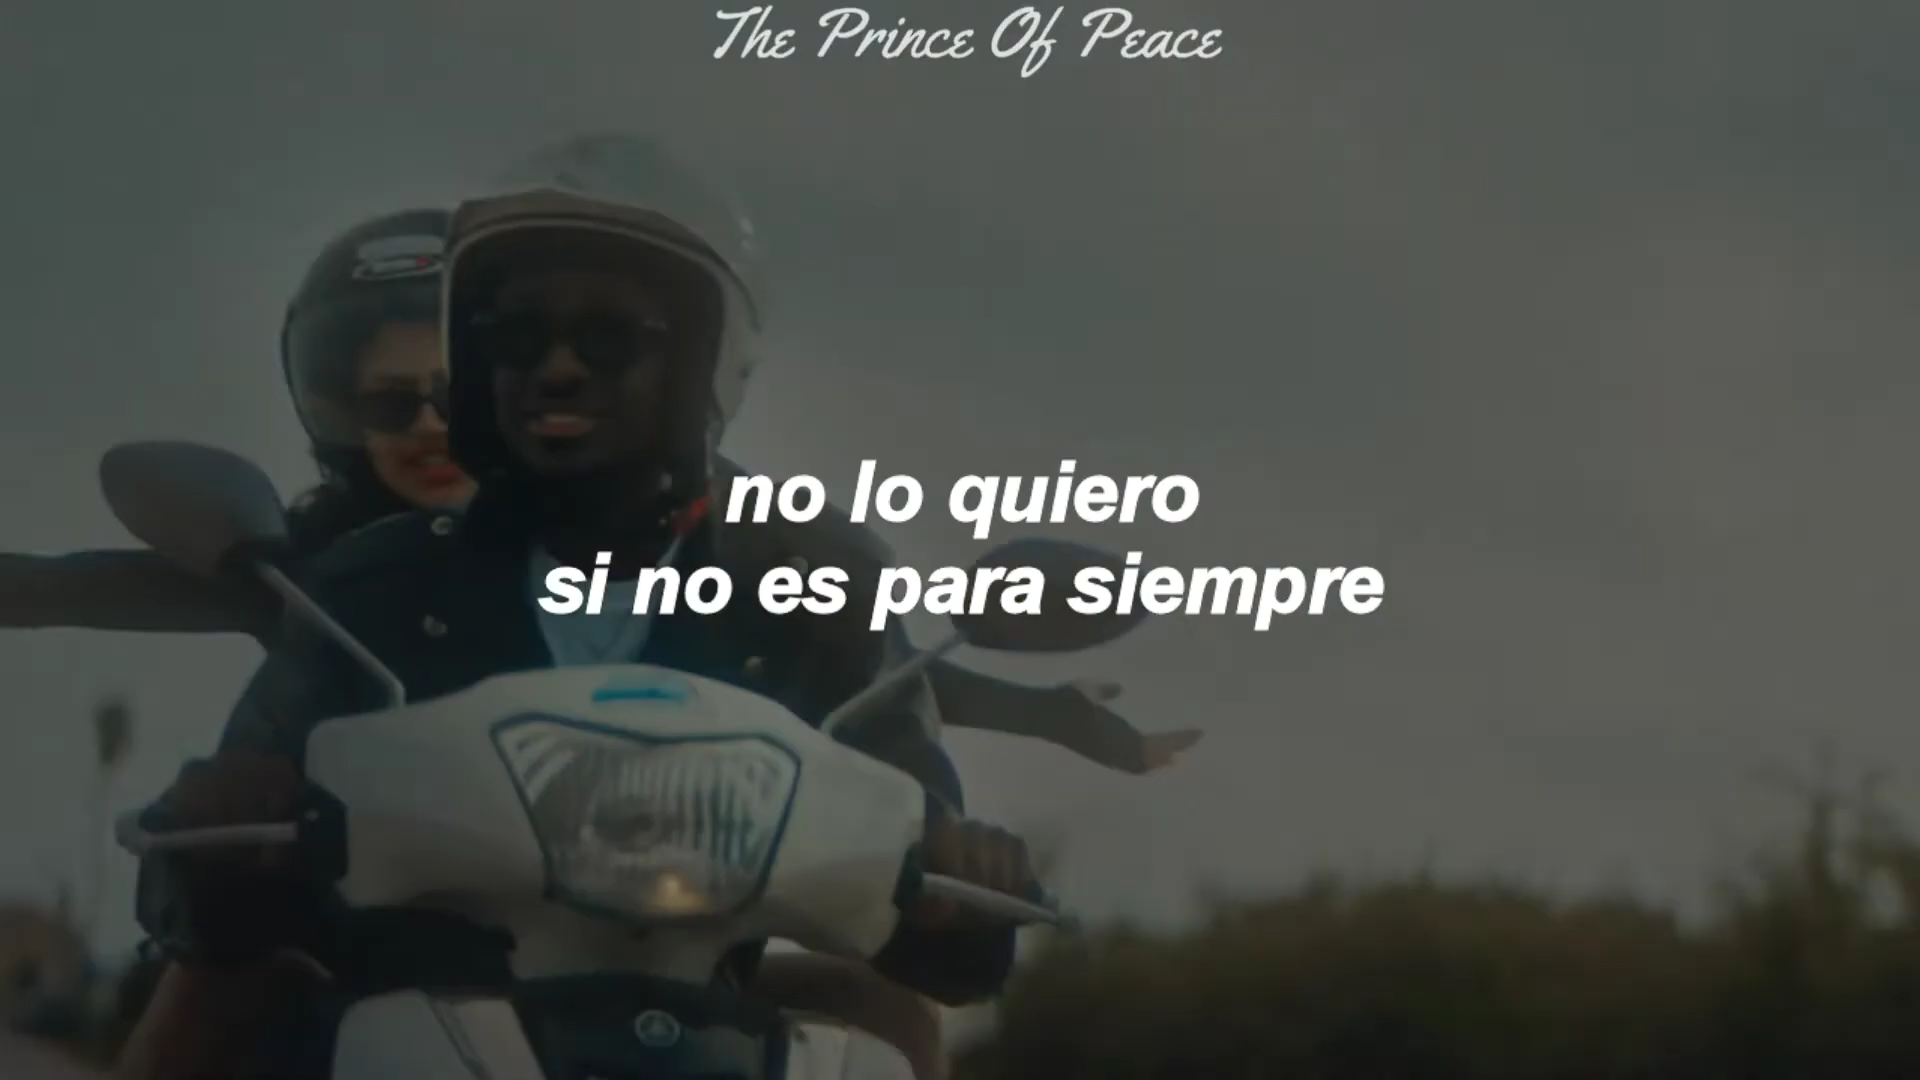 The Prince Of Peace
no lo quiero
si no es para siempre